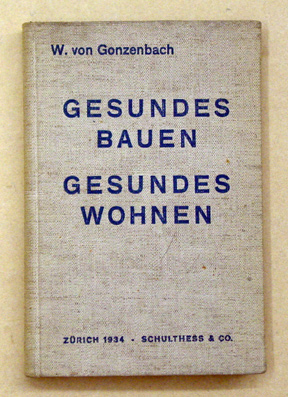 W. von Gonzenbach
GESUNDES
BAUEN
GESUNDES
WOHNEN
ZÜRICH 1934 - SCHULTHESS & CO.